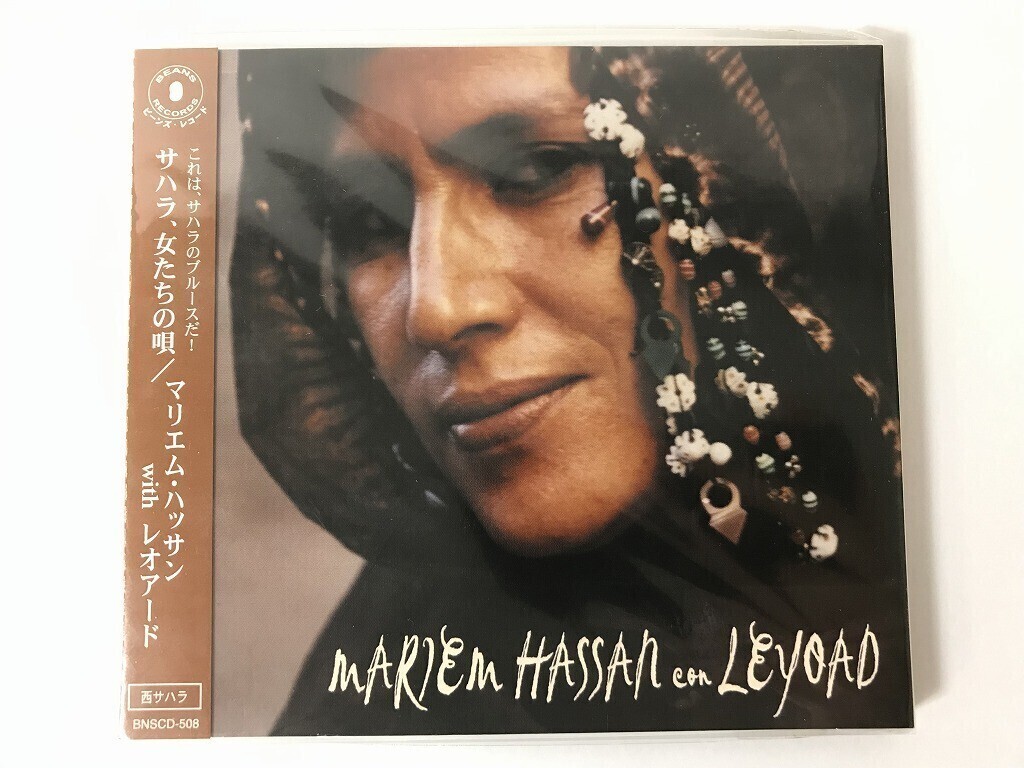 BEANS
RECORDS
ビーンズ・レコード
これは、サハラのブルースだ!
サハラ、女たちの唄/マリエム・ハッサン
with レオアード
西サハラ
BNSCD-508
MARIEM HASSAN con LEYOAD